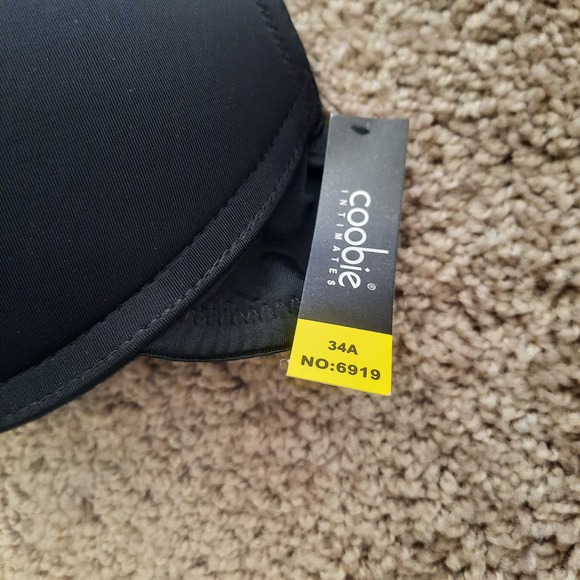 coobie®
INTIMATES
34A
NO:6919